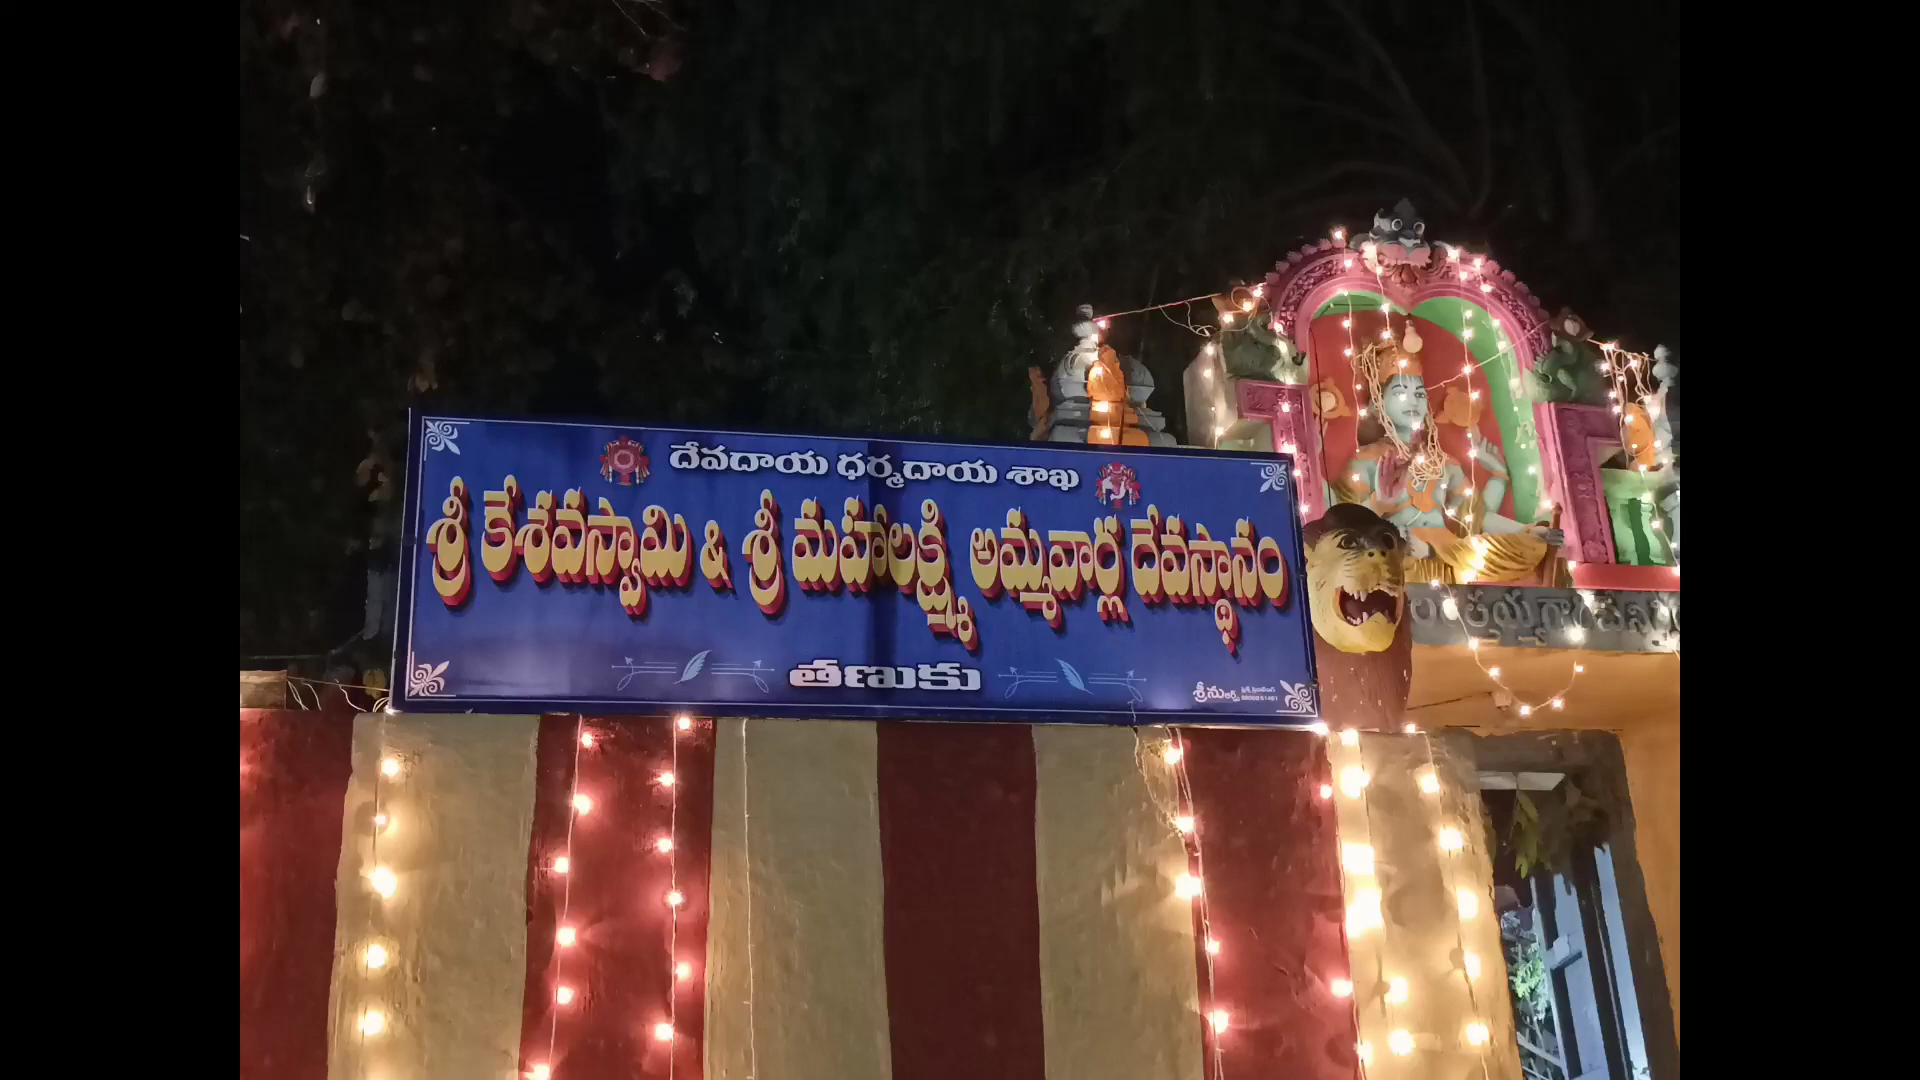 దేవదాయ ధర్మదాయ శాఖ
శ్రీ కేశవస్వామి & శ్రీ మహాలక్ష్మి అమ్మవార్ల దేవస్థానం
తణుకు
శ్రీను